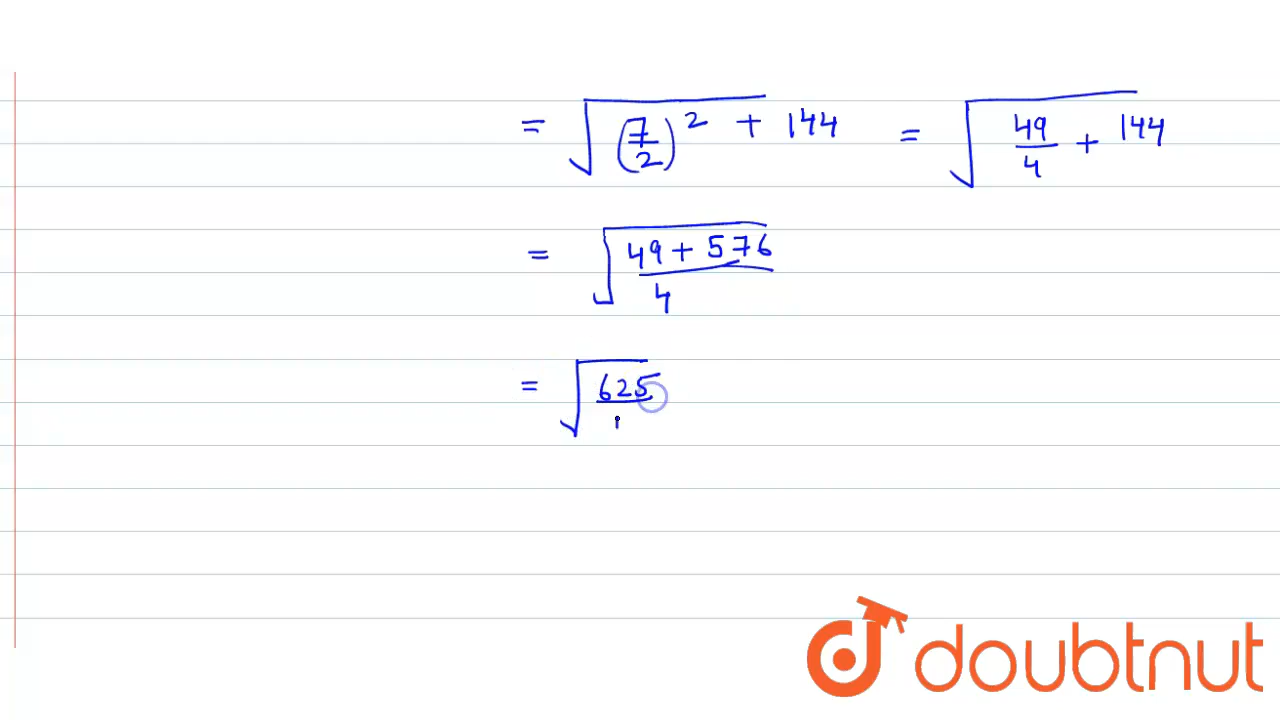 = √((7/2)² + 144) = √(49/4 + 144)
= √((49 + 576)/4)
= √(625/
doubtnut